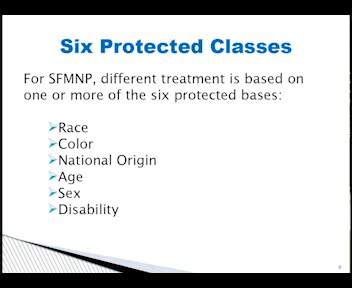 Six Protected Classes
For SFMNP, different treatment is based on
one or more of the six protected bases:
Race
Color
National Origin
Age
Sex
Disability